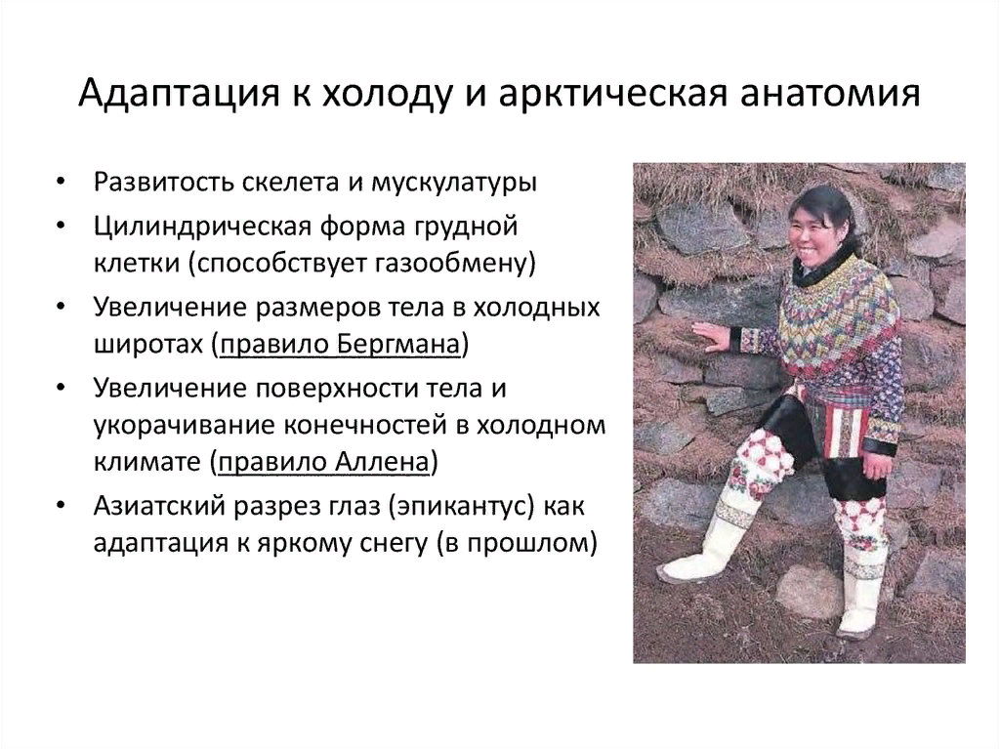 Адаптация к холоду и арктическая анатомия
• Развитость скелета и мускулатуры
• Цилиндрическая форма грудной
клетки (способствует газообмену)
• Увеличение размеров тела в холодных
широтах (правило Бергмана)
• Увеличение поверхности тела и
укорачивание конечностей в холодном
климате (правило Аллена)
• Азиатский разрез глаз (эпикантус) как
адаптация к яркому снегу (в прошлом)